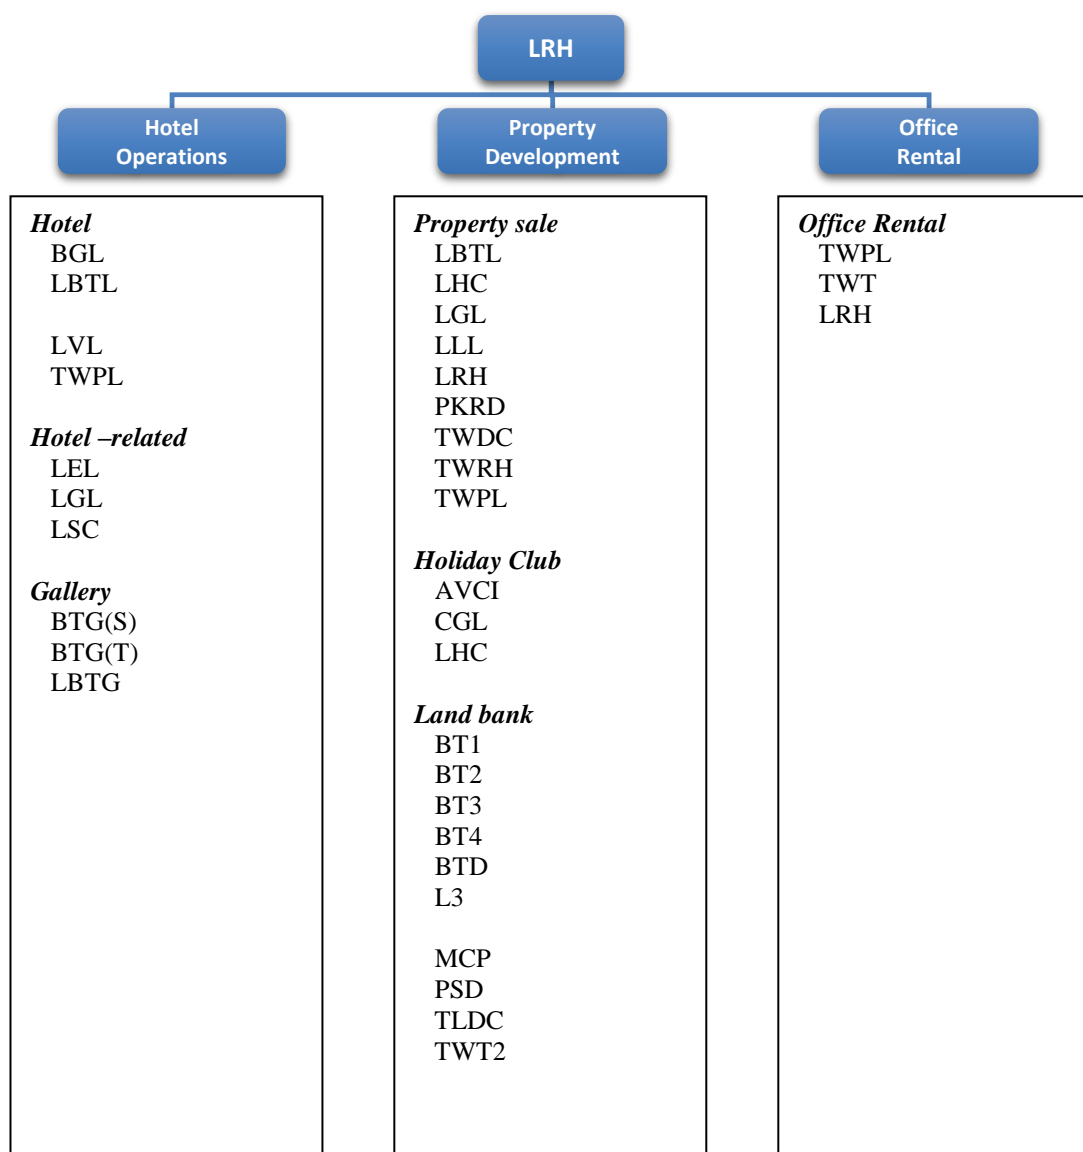 LRH
Hotel
Operations
Property
Development
Office
Rental
Hotel
BGL
LBTL
LVL
TWPL
Hotel –related
LEL
LGL
LSC
Gallery
BTG(S)
BTG(T)
LBTG
Property sale
LBTL
LHC
LGL
LLL
LRH
PKRD
TWDC
TWRH
TWPL
Holiday Club
AVCI
CGL
LHC
Land bank
BT1
BT2
BT3
BT4
BTD
L3
MCP
PSD
TLDC
TWT2
Office Rental
TWPL
TWT
LRH